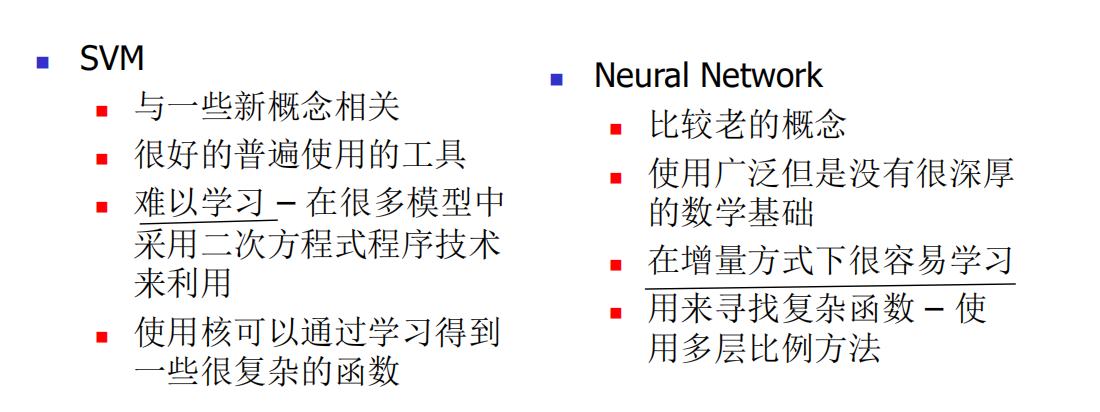 SVM
与一些新概念相关
很好的普遍使用的工具
难以学习 – 在很多模型中
采用二次方程式程序技术
来利用
使用核可以通过学习得到
一些很复杂的函数
Neural Network
比较老的概念
使用广泛但是没有很深厚
的数学基础
在增量方式下很容易学习
用来寻找复杂函数 – 使
用多层比例方法